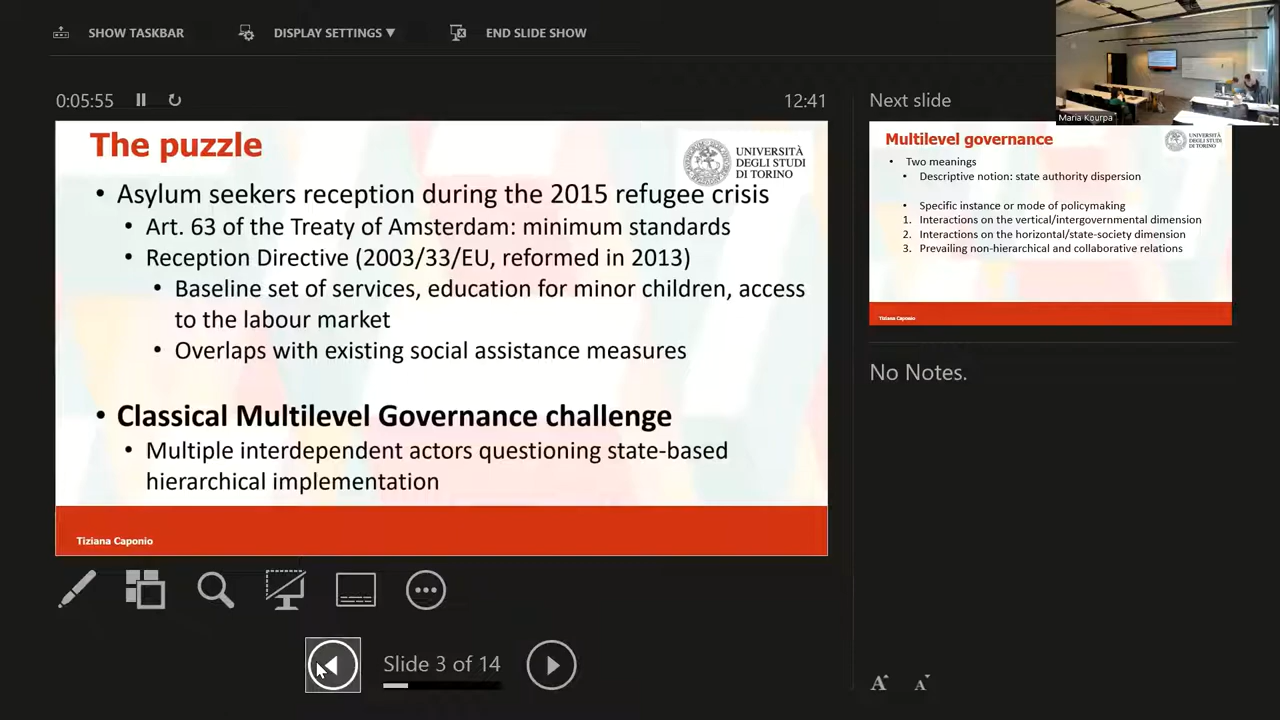 SHOW TASKBAR
DISPLAY SETTINGS ▼
END SLIDE SHOW
0:05:55
12:41
Next slide
Maria Kourpa
The puzzle
UNIVERSITÀ
DEGLI STUDI
DI TORINO
• Asylum seekers reception during the 2015 refugee crisis
• Art. 63 of the Treaty of Amsterdam: minimum standards
• Reception Directive (2003/33/EU, reformed in 2013)
• Baseline set of services, education for minor children, access
to the labour market
• Overlaps with existing social assistance measures
• Classical Multilevel Governance challenge
• Multiple interdependent actors questioning state-based
hierarchical implementation
Tiziana Caponio
Multilevel governance
UNIVERSITÀ
DEGLI STUDI
DI TORINO
• Two meanings
• Descriptive notion: state authority dispersion
Specific instance or mode of policymaking
1. Interactions on the vertical/intergovernmental dimension
2. Interactions on the horizontal/state-society dimension
3. Prevailing non-hierarchical and collaborative relations
Tiziana Caponio
No Notes.
Slide 3 of 14
A A